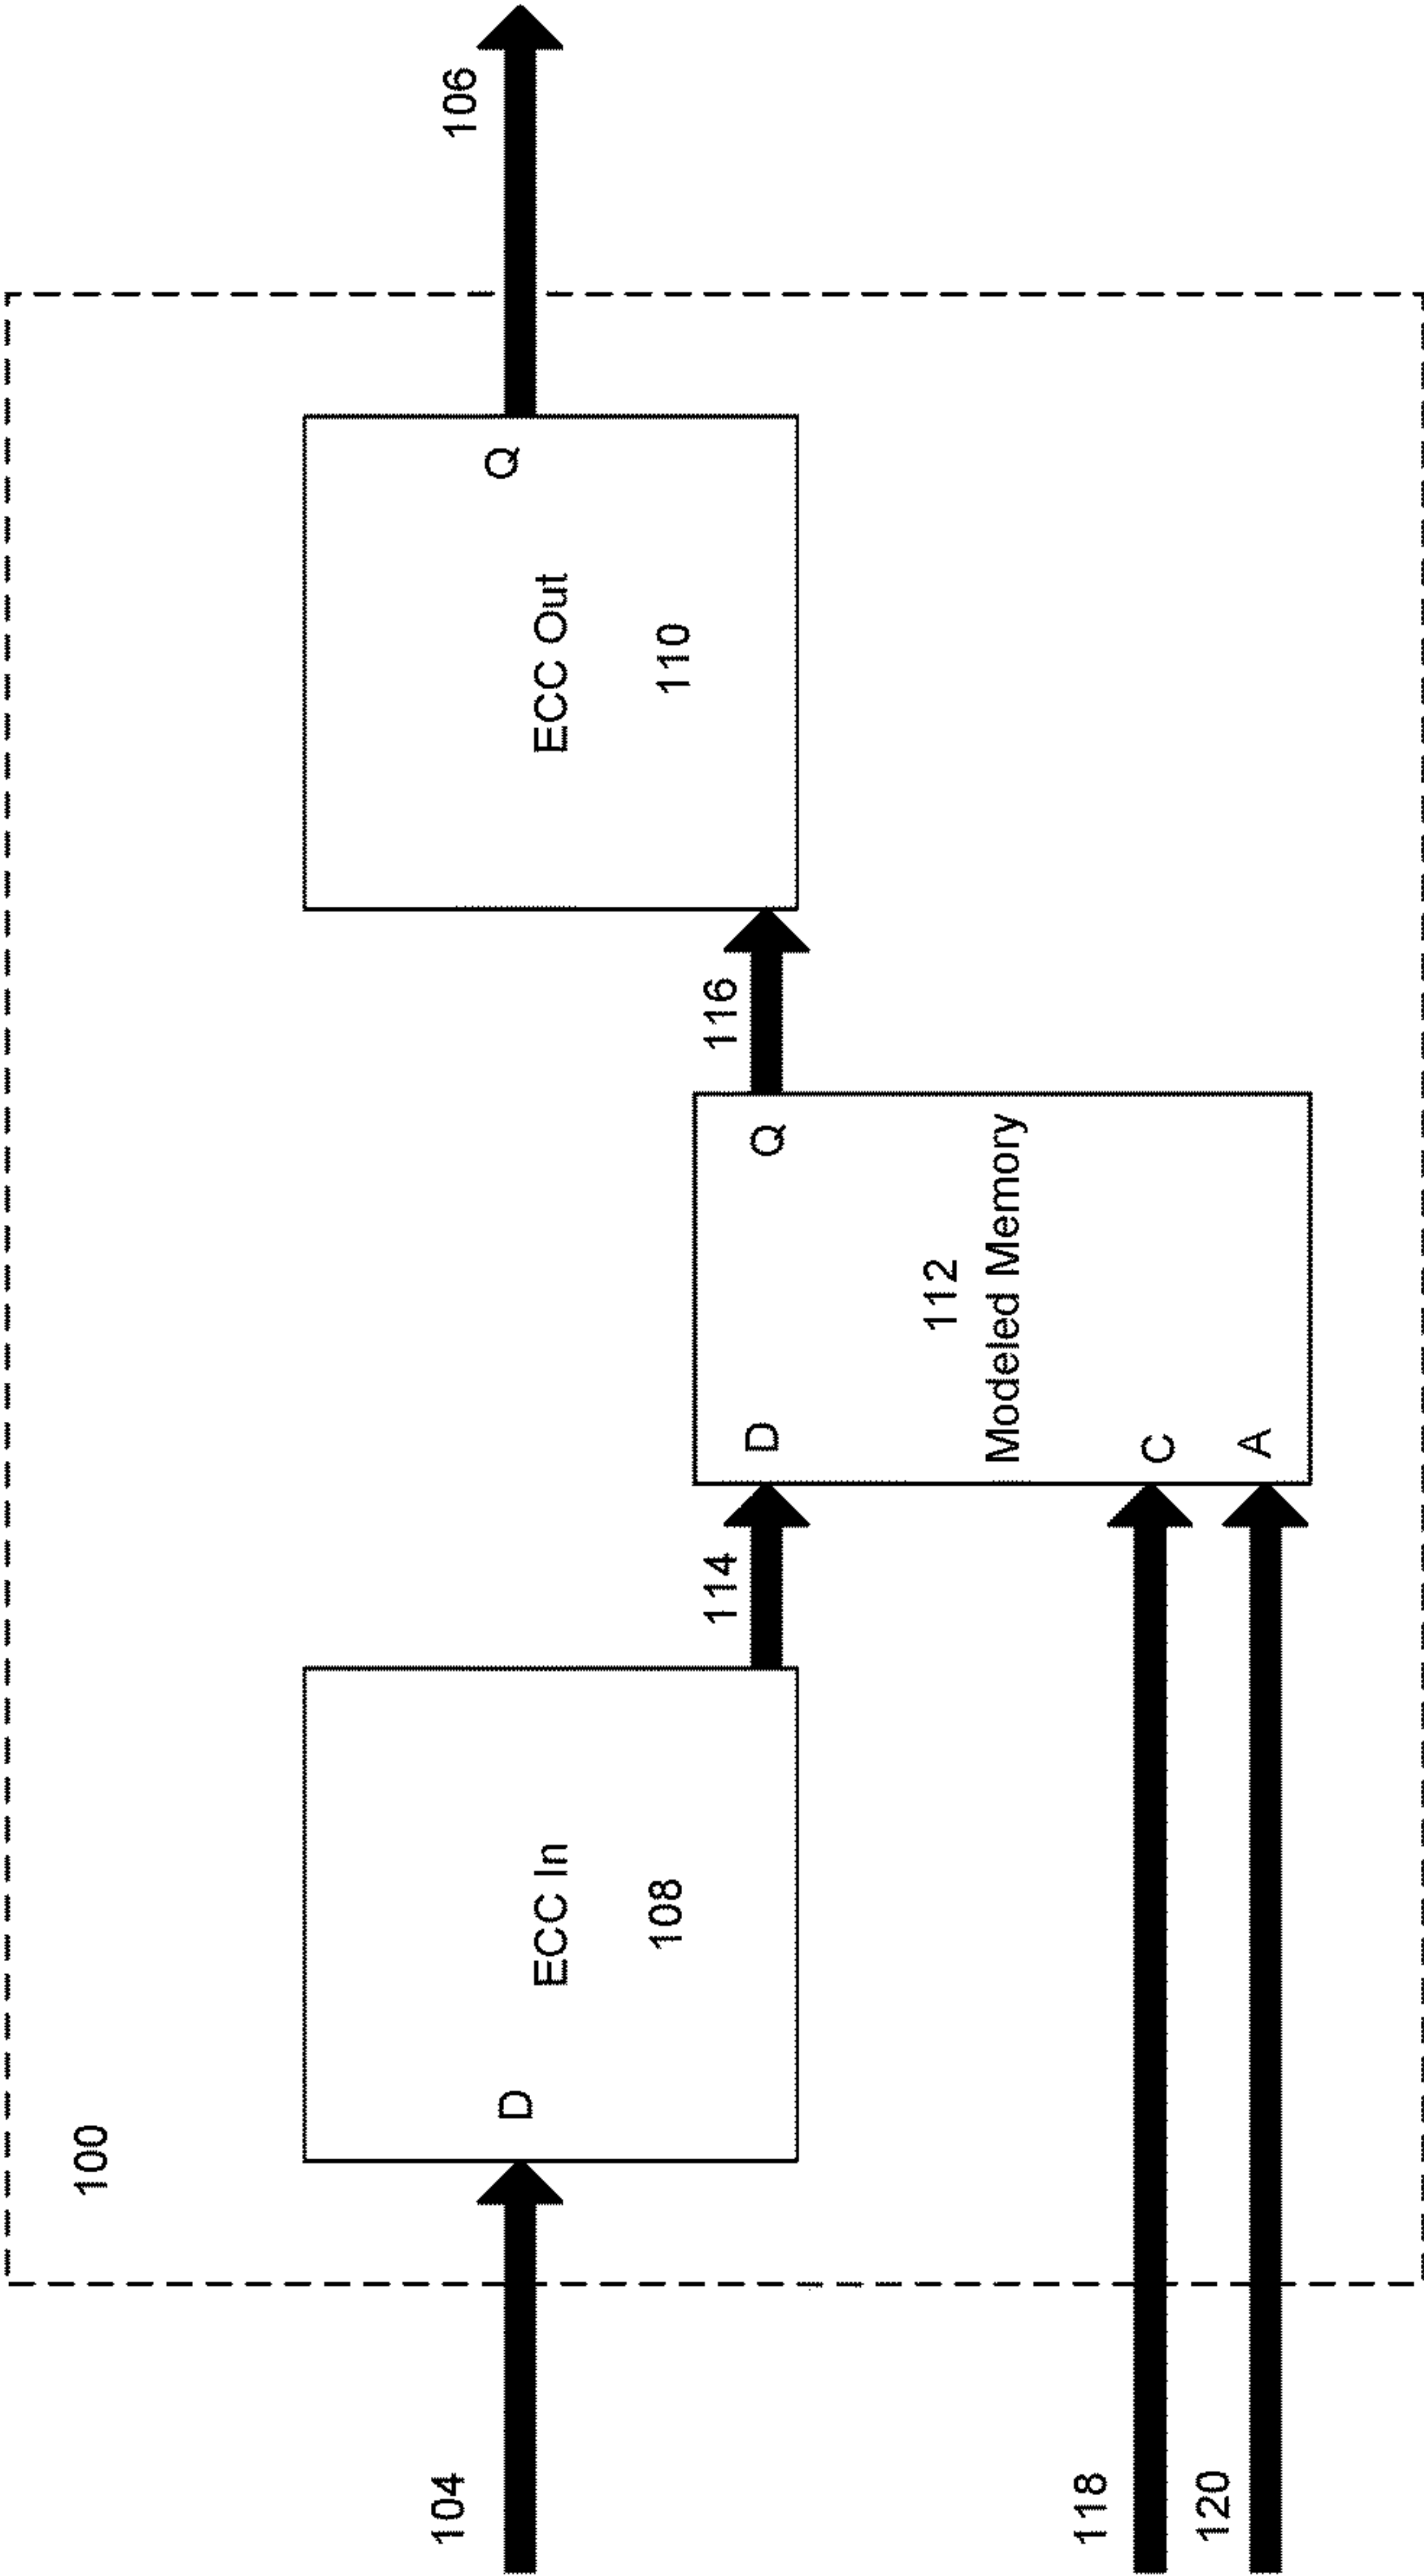 100
104
D
ECC In
108
114
D
Q
112
Modeled Memory
C
A
116
ECC Out
110
Q
106
118
120